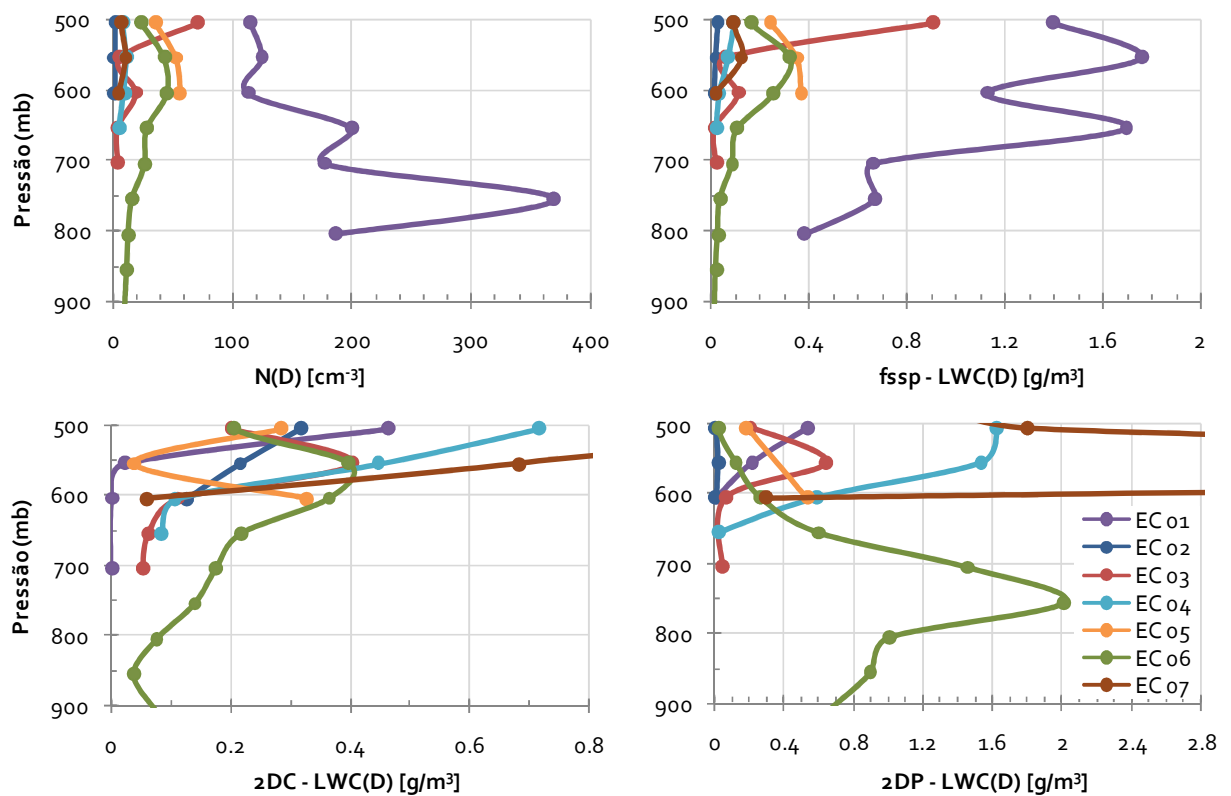 Pressão (mb)
500
600
700
800
900
0 100 200 300 400
N(D) [cm⁻³]
500
600
700
800
900
0 0.4 0.8 1.2 1.6 2
fssp - LWC(D) [g/m³]
Pressão (mb)
500
600
700
800
900
0 0.2 0.4 0.6 0.8
2DC - LWC(D) [g/m³]
500
600
700
800
900
0 0.4 0.8 1.2 1.6 2 2.4 2.8
2DP - LWC(D) [g/m³]
EC 01
EC 02
EC 03
EC 04
EC 05
EC 06
EC 07